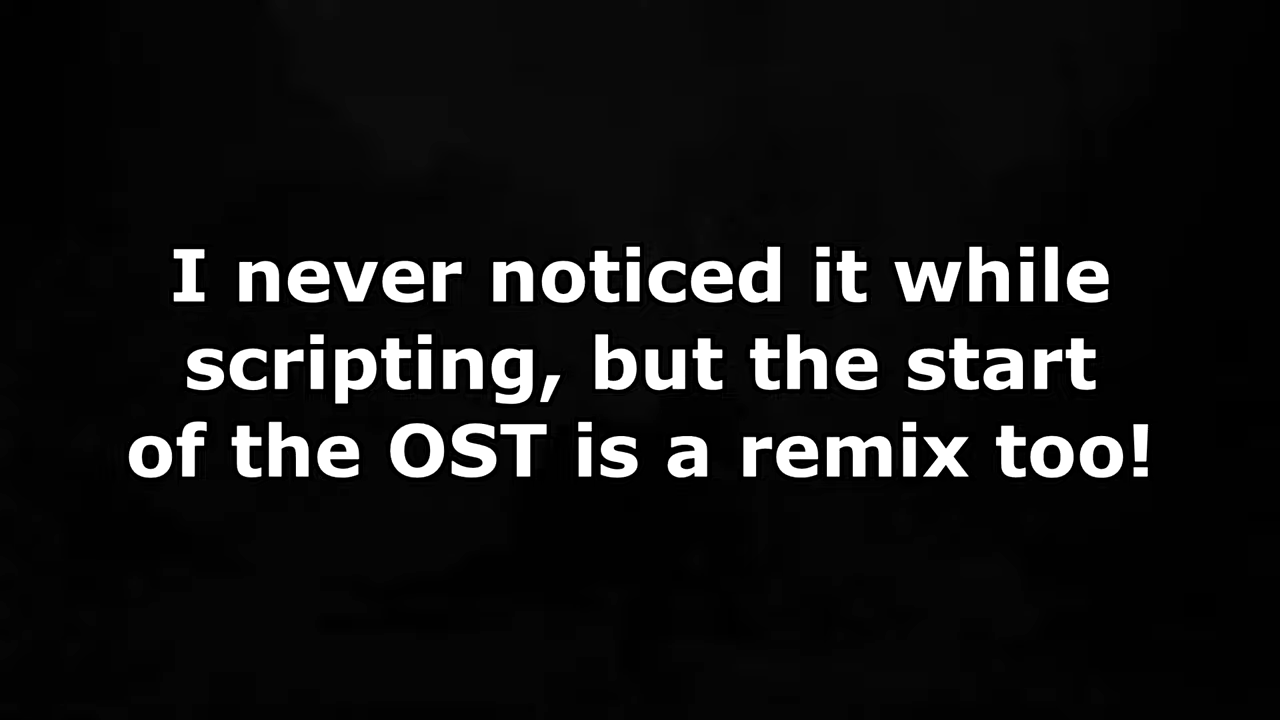 I never noticed it while
scripting, but the start
of the OST is a remix too!